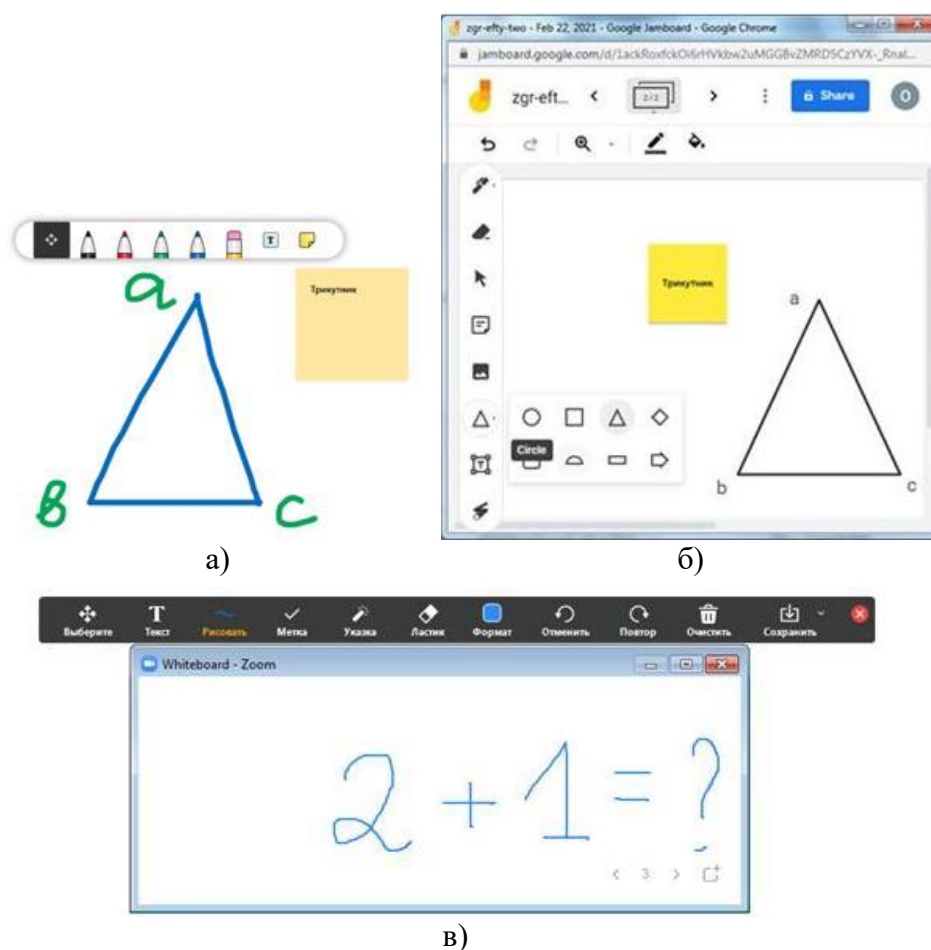 zgr-efty-two - Feb 22, 2021 - Google Jamboard - Google Chrome
zgr-eft...
2 / 2
Share
O
T
a
Трикутник
в
c
а)
Трикутник
a
Circle
b
c
б)
Выберите
Текст
Рисовать
Метка
Указка
Ластик
Формат
Отменить
Повтор
Очистить
Сохранить
Whiteboard - Zoom
2 + 1 = ?
3
в)